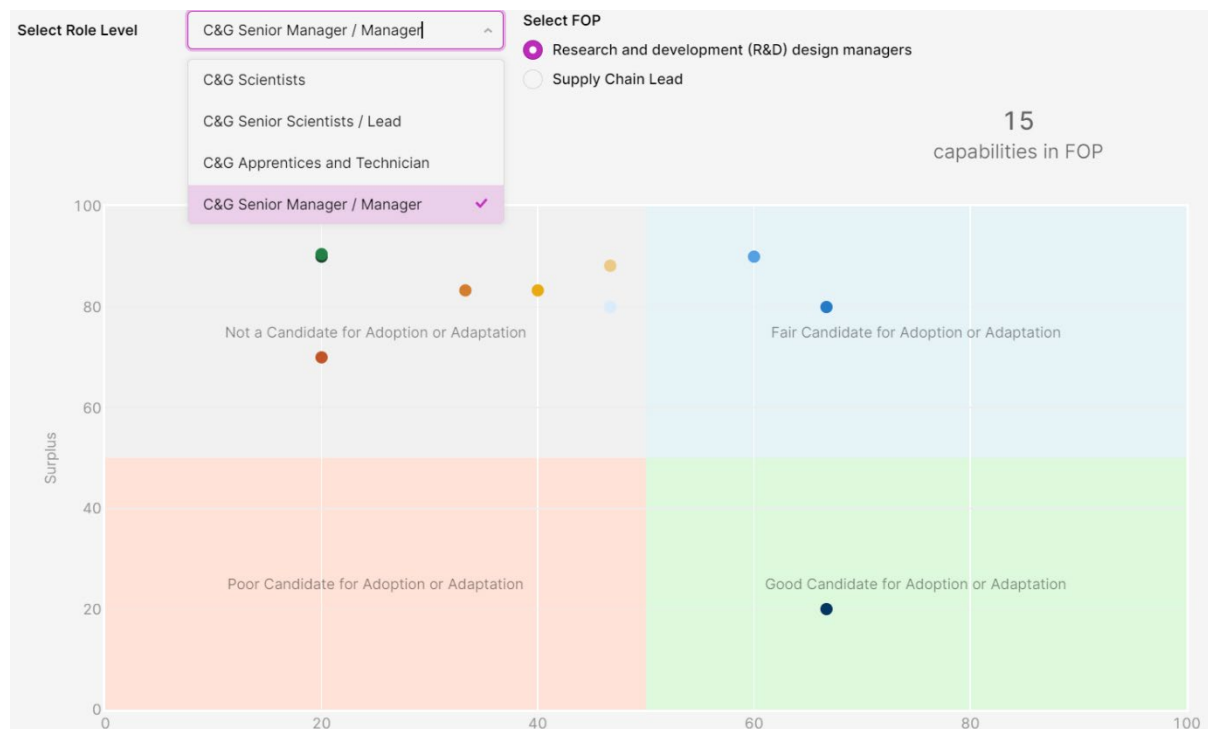 Select Role Level
C&G Senior Manager / Manager
C&G Scientists
C&G Senior Scientists / Lead
C&G Apprentices and Technician
C&G Senior Manager / Manager
Select FOP
Research and development (R&D) design managers
Supply Chain Lead
15
capabilities in FOP
100
80
60
40
20
0
Surplus
Not a Candidate for Adoption or Adaptation
Fair Candidate for Adoption or Adaptation
Poor Candidate for Adoption or Adaptation
Good Candidate for Adoption or Adaptation
0
20
40
60
80
100